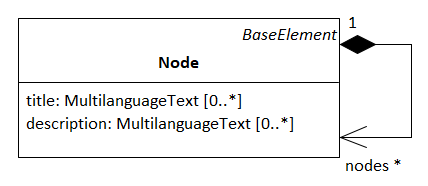 1
BaseElement
Node
title: MultilanguageText [0..*]
description: MultilanguageText [0..*]
nodes *